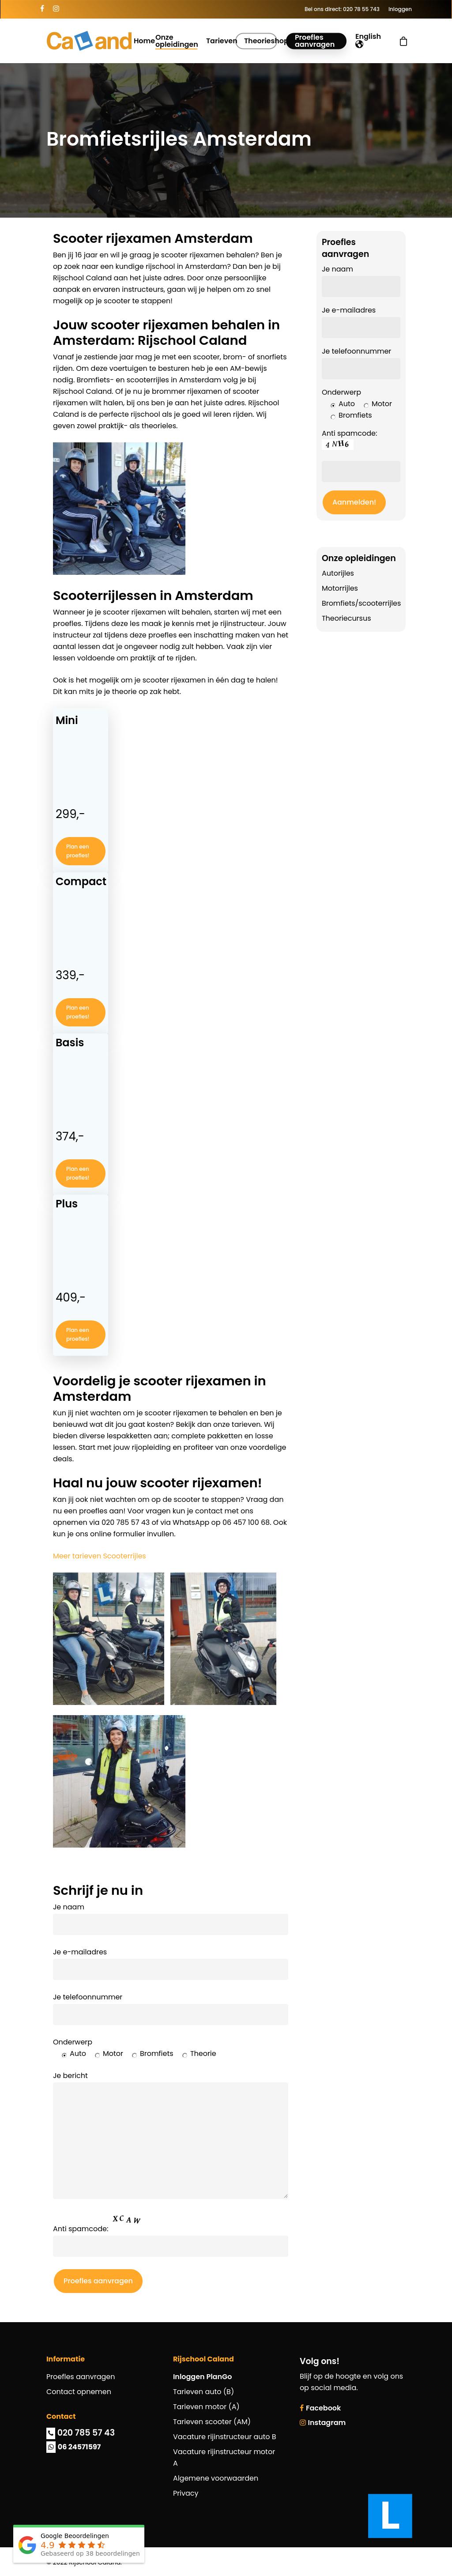 Bel ons direct: 020 78 55 743 Inloggen
CaLand
Home
Onze opleidingen
Tarieven
Theorieshop
Proefles aanvragen
English
Bromfietsrijles Amsterdam
Scooter rijexamen Amsterdam
Ben jij 16 jaar en wil je graag je scooter rijexamen behalen? Ben je
op zoek naar een kundige rijschool in Amsterdam? Dan ben je bij
Rijschool Caland aan het juiste adres. Door onze persoonlijke
aanpak en ervaren instructeurs, gaan wij je helpen om zo snel
mogelijk op je scooter te stappen!
Jouw scooter rijexamen behalen in
Amsterdam: Rijschool Caland
Vanaf je zestiende jaar mag je met een scooter, brom- of snorfiets
rijden. Om deze voertuigen te besturen heb je een AM-bewijs
nodig. Bromfiets- en scooterrijles in Amsterdam volg je bij
Rijschool Caland. Of je nu je brommer rijexamen of scooter
rijexamen wilt halen, bij ons ben je aan het juiste adres. Rijschool
Caland is de perfecte rijschool als je goed wil leren rijden. Wij
geven zowel praktijk- als theorieles.
Scooterrijlessen in Amsterdam
Wanneer je je scooter rijexamen wilt behalen, starten wij met een
proefles. Tijdens deze les maak je kennis met je rijinstructeur. Jouw
instructeur zal tijdens deze proefles een inschatting maken van het
aantal lessen dat je ongeveer nodig zult hebben. Vaak zijn vier
lessen voldoende om praktijk af te rijden.
Ook is het mogelijk om je scooter rijexamen in één dag te halen!
Dit kan mits je je theorie op zak hebt.
Mini
299,-
Plan een
proefles!
Compact
339,-
Plan een
proefles!
Basis
374,-
Plan een
proefles!
Plus
409,-
Plan een
proefles!
Voordelig je scooter rijexamen in
Amsterdam
Kun jij niet wachten om je scooter rijexamen te behalen en ben je
benieuwd wat dit jou gaat kosten? Bekijk dan onze tarieven. Wij
bieden diverse lespakketten aan; complete pakketten en losse
lessen. Start met jouw rijopleiding en profiteer van onze voordelige
deals.
Haal nu jouw scooter rijexamen!
Kan jij ook niet wachten om op de scooter te stappen? Vraag dan
nu een proefles aan! Voor vragen kun je contact met ons
opnemen via 020 785 57 43 of via WhatsApp op 06 457 100 68. Ook
kun je ons online formulier invullen.
Meer tarieven Scooterrijles
Schrijf je nu in
Je naam
Je e-mailadres
Je telefoonnummer
Onderwerp
Auto Motor Bromfiets Theorie
Je bericht
Anti spamcode: XCAW
Proefles aanvragen
Proefles
aanvragen
Je naam
Je e-mailadres
Je telefoonnummer
Onderwerp
Auto Motor
Bromfiets
Anti spamcode:
4NW6
Aanmelden!
Onze opleidingen
Autorijles
Motorrijles
Bromfiets/scooterrijles
Theoriecursus
Informatie
Proefles aanvragen
Contact opnemen
Contact
020 785 57 43
06 24571597
Rijschool Caland
Inloggen PlanGo
Tarieven auto (B)
Tarieven motor (A)
Tarieven scooter (AM)
Vacature rijinstructeur auto B
Vacature rijinstructeur motor
A
Algemene voorwaarden
Privacy
Volg ons!
Blijf op de hoogte en volg ons
op social media.
Facebook
Instagram
L
Google Beoordelingen
4.9
Gebaseerd op 38 beoordelingen
© 2022 Rijschool Caland.